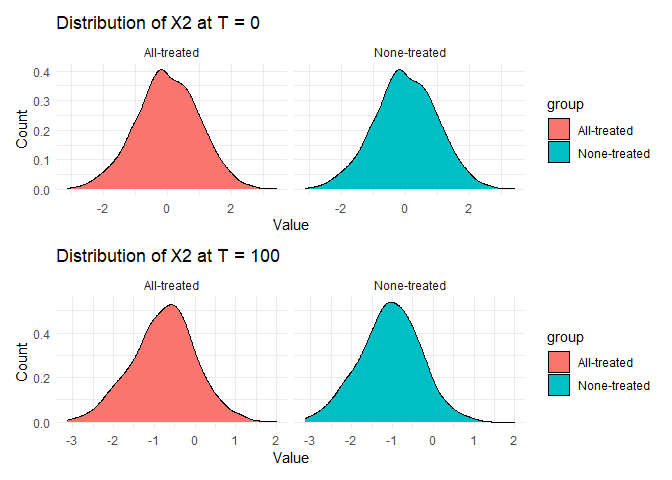 Distribution of X2 at T = 0
All-treated None-treated
0.4
0.3
0.2
0.1
0.0
Count
-2 0 2 -2 0 2
Value
group
All-treated
None-treated
Distribution of X2 at T = 100
All-treated None-treated
0.4
0.2
0.0
Count
-3 -2 -1 0 1 2 -3 -2 -1 0 1 2
Value
group
All-treated
None-treated